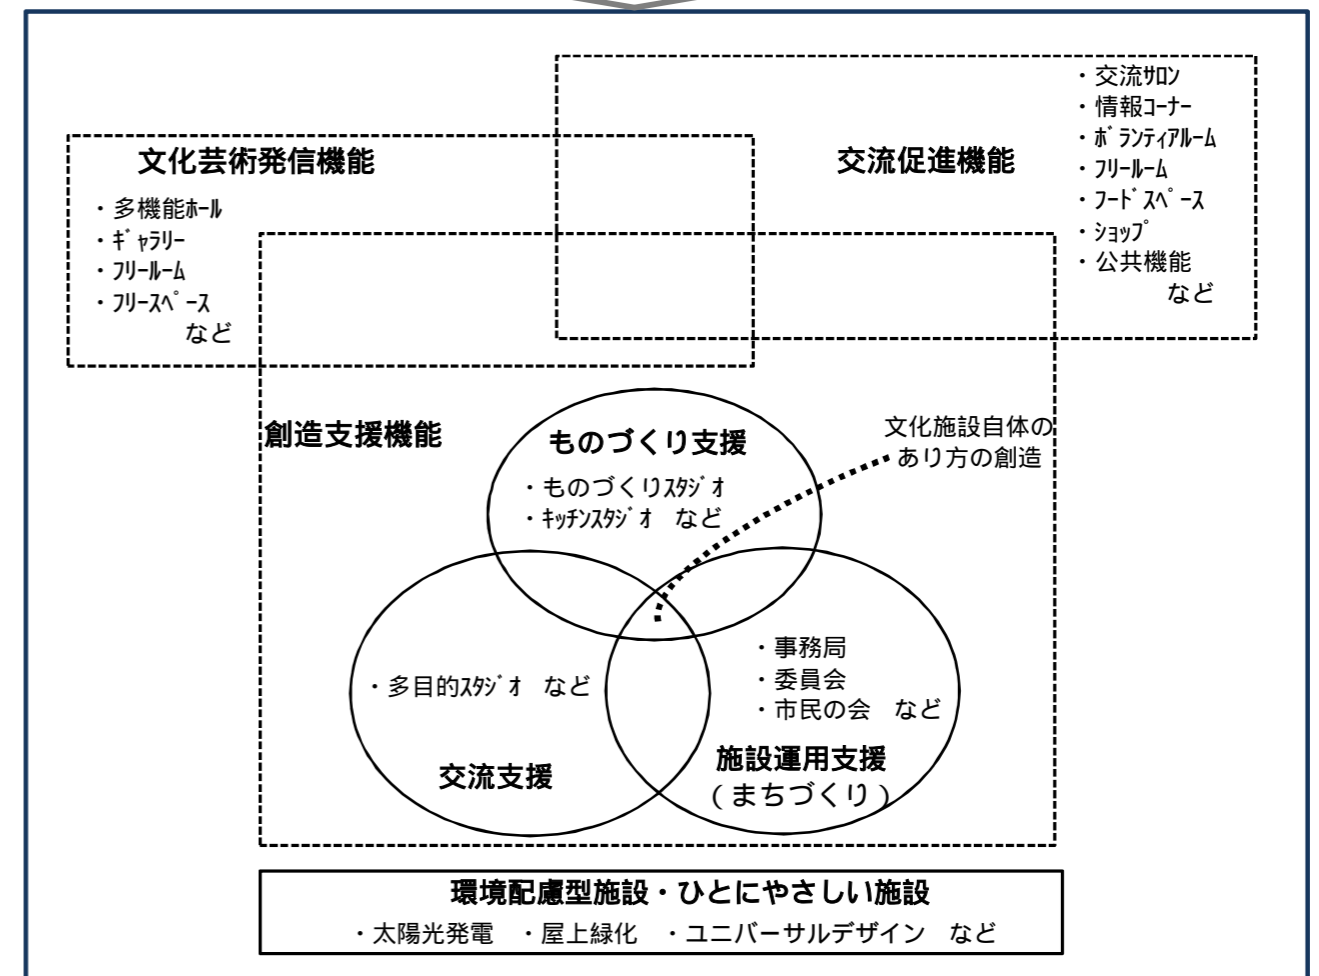 文化芸術発信機能
・多機能ﾎｰﾙ
・ｷﾞｬﾗﾘｰ
・ﾌﾘｰﾙｰﾑ
・ﾌﾘｰｽﾍﾟｰｽ
など
交流促進機能
・交流ｻﾛﾝ
・情報ｺｰﾅｰ
・ﾎﾞﾗﾝﾃｨｱﾙｰﾑ
・ﾌﾘｰﾙｰﾑ
・ﾌｰﾄﾞｽﾍﾟｰｽ
・ｼｮｯﾌﾟ
・公共機能
など
創造支援機能
ものづくり支援
・ものづくりｽﾀｼﾞｵ
・ｷｯﾁﾝｽﾀｼﾞｵ　など
文化施設自体の
あり方の創造
・多目的ｽﾀｼﾞｵ　など
交流支援
・事務局
・委員会
・市民の会　など
施設運用支援
（まちづくり）
環境配慮型施設・ひとにやさしい施設
・太陽光発電　・屋上緑化　・ユニバーサルデザイン　など